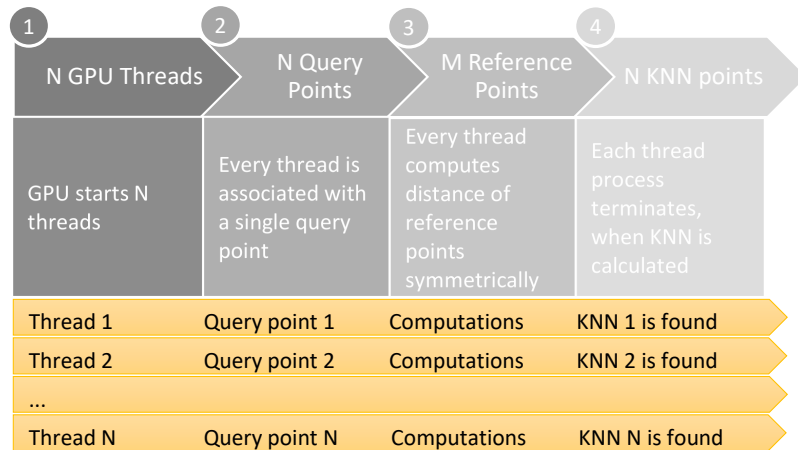 1
2
3
4
N GPU Threads
N Query
Points
M Reference
Points
N KNN points
GPU starts N
threads
Every thread is
associated with
a single query
point
Every thread
computes
distance of
reference
points
symmetrically
Each thread
process
terminates,
when KNN is
calculated
Thread 1 Query point 1 Computations KNN 1 is found
Thread 2 Query point 2 Computations KNN 2 is found
...
Thread N Query point N Computations KNN N is found